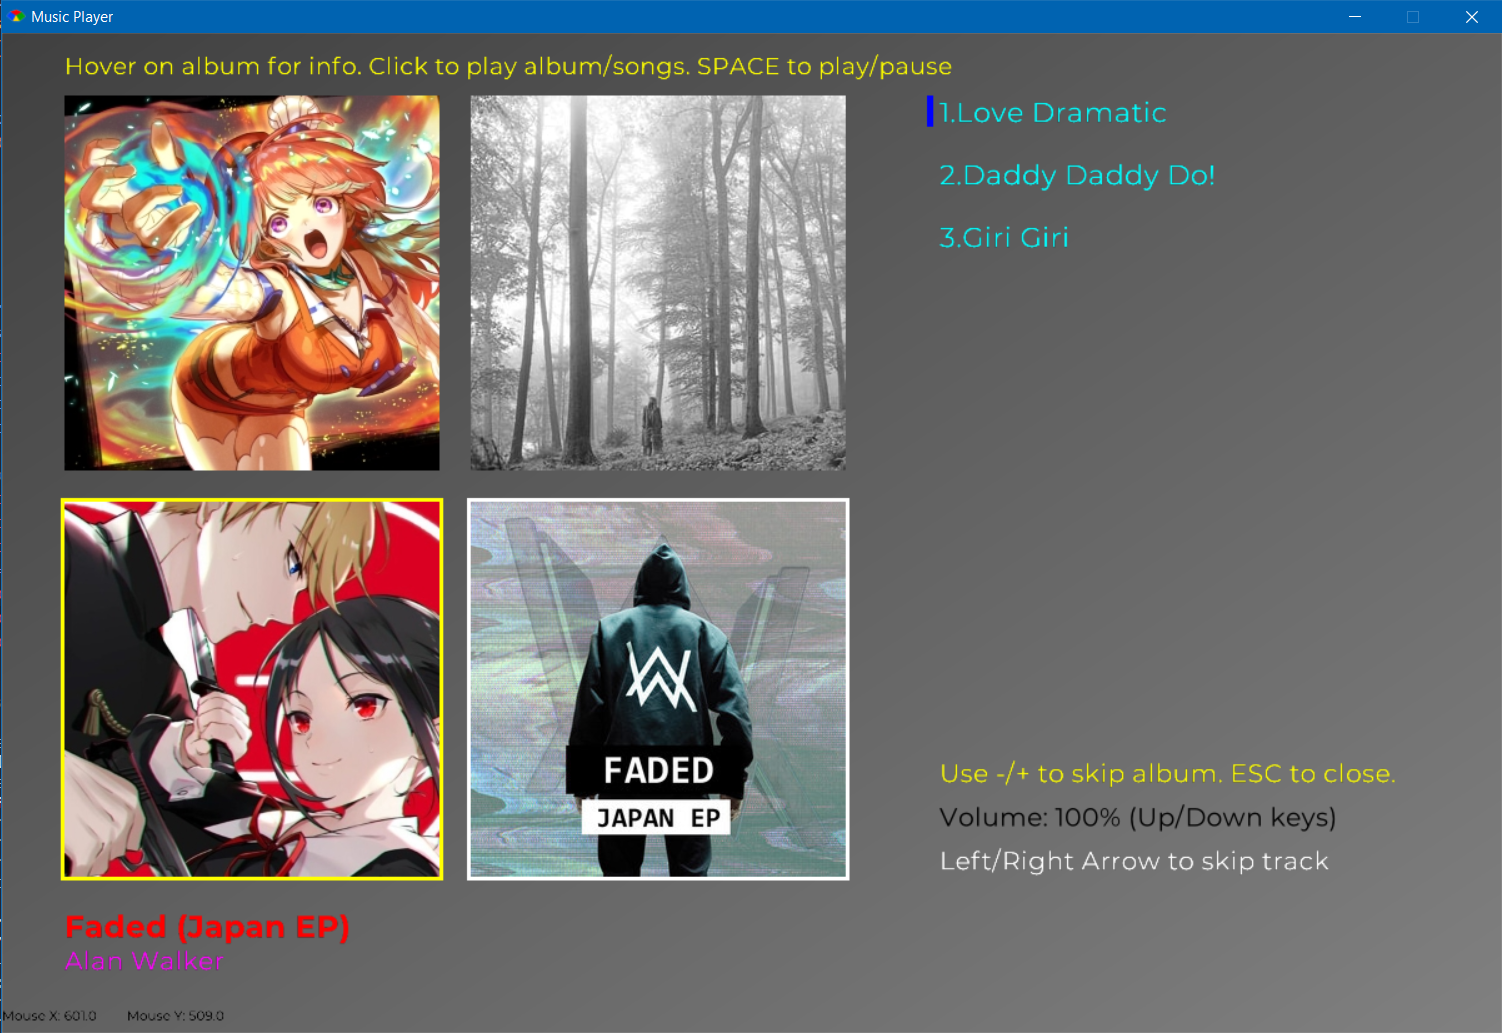 Music Player
Hover on album for info. Click to play album/songs. SPACE to play/pause
1.Love Dramatic
2.Daddy Daddy Do!
3.Giri Giri
FADED
JAPAN EP
Use -/+ to skip album. ESC to close.
Volume: 100% (Up/Down keys)
Left/Right Arrow to skip track
Faded (Japan EP)
Alan Walker
Mouse X: 601.0 Mouse Y: 509.0